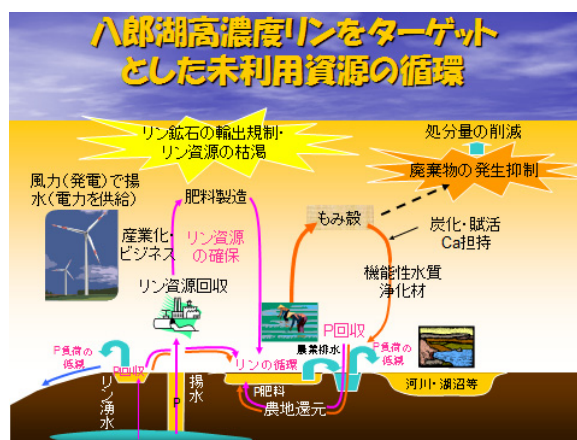 八郎湖高濃度リンをターゲット
とした未利用資源の循環
リン鉱石の輸出規制・
リン資源の枯渇
処分量の削減
廃棄物の発生抑制
風力(発電)で揚
水(電力を供給)
肥料製造
もみ殻
産業化・
ビジネス
リン資源
の確保
炭化・賦活
Ca担持
リン資源回収
機能性水質
浄化材
P回収
農業排水
P負荷の
低減
P負荷の
低減
P回収
リンの循環
リン湧水
揚水
P
P肥料
農地還元
河川・湖沼等